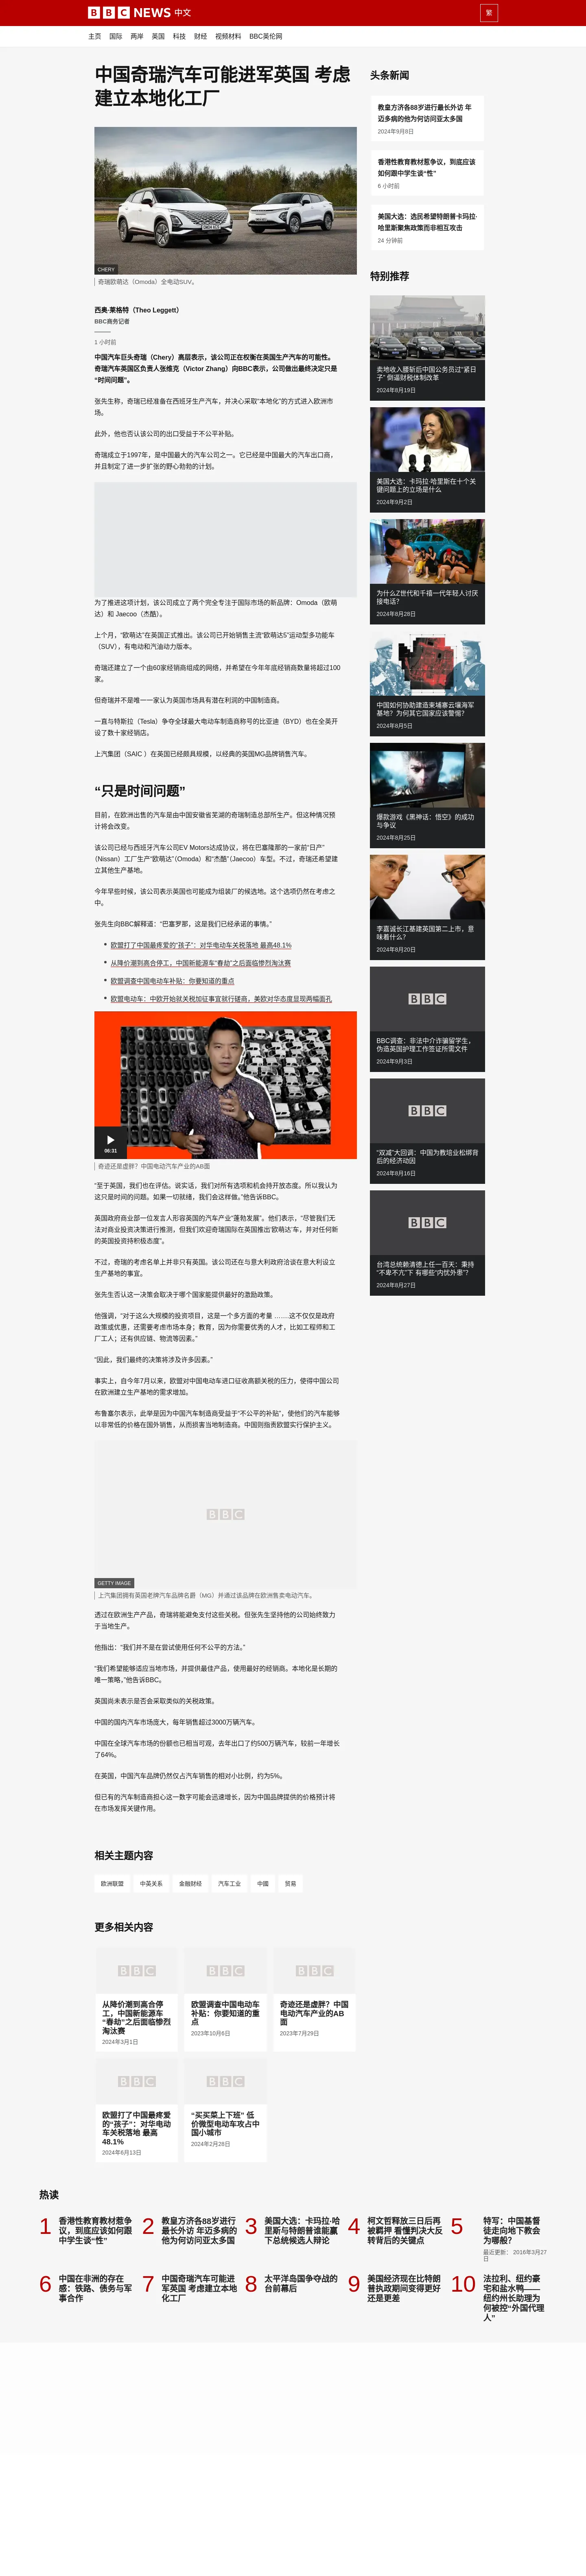 BBC NEWS 中文
繁
主页 国际 两岸 英国 科技 财经 视频材料 BBC英伦网
中国奇瑞汽车可能进军英国 考虑
建立本地化工厂
CHERY
奇瑞欧萌达（Omoda）全电动SUV。
西奥·莱格特（Theo Leggett）
BBC商务记者
1 小时前
中国汽车巨头奇瑞（Chery）高层表示，该公司正在权衡在英国生产汽车的可能性。
奇瑞汽车英国区负责人张维克（Victor Zhang）向BBC表示，公司做出最终决定只是
“时间问题”。
张先生称，奇瑞已经准备在西班牙生产汽车，并决心采取“本地化”的方式进入欧洲市
场。
此外，他也否认该公司的出口受益于不公平补贴。
奇瑞成立于1997年，是中国最大的汽车公司之一。它已经是中国最大的汽车出口商，
并且制定了进一步扩张的野心勃勃的计划。
为了推进这项计划，该公司成立了两个完全专注于国际市场的新品牌：Omoda（欧萌
达）和 Jaecoo（杰酷）。
上个月，“欧萌达”在英国正式推出。该公司已开始销售主流“欧萌达5”运动型多功能车
（SUV），有电动和汽油动力版本。
奇瑞还建立了一个由60家经销商组成的网络，并希望在今年年底经销商数量将超过100
家。
但奇瑞并不是唯一一家认为英国市场具有潜在利润的中国制造商。
一直与特斯拉（Tesla）争夺全球最大电动车制造商称号的比亚迪（BYD）也在全英开
设了数十家经销店。
上汽集团（SAIC ）在英国已经颇具规模，以经典的英国MG品牌销售汽车。
“只是时间问题”
目前，在欧洲出售的汽车是由中国安徽省芜湖的奇瑞制造总部所生产。但这种情况预
计将会改变。
该公司已经与西班牙汽车公司EV Motors达成协议，将在巴塞隆那的一家前“日产”
（Nissan）工厂生产“欧萌达”（Omoda）和“杰酷”（Jaecoo）车型。不过，奇瑞还希望建
立其他生产基地。
今年早些时候，该公司表示英国也可能成为组装厂的候选地。这个选项仍然在考虑之
中。
张先生向BBC解释道：“巴塞罗那，这是我们已经承诺的事情。”
欧盟打了中国最疼爱的“孩子”：对华电动车关税落地 最高48.1%
从降价潮到高合停工，中国新能源车“春劫”之后面临惨烈淘汰赛
欧盟调查中国电动车补贴：你要知道的重点
欧盟电动车：中欧开始就关税加征事宜就行磋商，美欧对华态度显现两幅面孔
06:31
奇迹还是虚胖？中国电动汽车产业的AB面
“至于英国，我们也在评估。说实话，我们对所有选项和机会持开放态度。所以我认为
这只是时间的问题。如果一切就绪，我们会这样做。”他告诉BBC。
英国政府商业部一位发言人形容英国的汽车产业“蓬勃发展”。他们表示，“尽管我们无
法对商业投资决策进行推测，但我们欢迎奇瑞国际在英国推出‘欧萌达’车，并对任何新
的英国投资持积极态度”。
不过，奇瑞的考虑名单上并非只有英国。该公司还在与意大利政府洽谈在意大利设立
生产基地的事宜。
张先生否认这一决策会取决于哪个国家能提供最好的激励政策。
他强调，“对于这么大规模的投资项目，这是一个多方面的考量 …….这不仅仅是政府
政策或优惠，还需要考虑市场本身；教育，因为你需要优秀的人才，比如工程师和工
厂工人；还有供应链、物流等因素。”
“因此，我们最终的决策将涉及许多因素。”
事实上，自今年7月以来，欧盟对中国电动车进口征收高额关税的压力，使得中国公司
在欧洲建立生产基地的需求增加。
布鲁塞尔表示，此举是因为中国汽车制造商受益于“不公平的补贴”，使他们的汽车能够
以非常低的价格在国外销售，从而损害当地制造商。中国则指责欧盟实行保护主义。
BBC
GETTY IMAGE
上汽集团拥有英国老牌汽车品牌名爵（MG）并通过该品牌在欧洲售卖电动汽车。
透过在欧洲生产产品，奇瑞将能避免支付这些关税。但张先生坚持他的公司始终致力
于当地生产。
他指出：“我们并不是在尝试使用任何不公平的方法。”
“我们希望能够适应当地市场，并提供最佳产品，使用最好的经销商。本地化是长期的
唯一策略，”他告诉BBC。
英国尚未表示是否会采取类似的关税政策。
中国的国内汽车市场庞大，每年销售超过3000万辆汽车。
中国在全球汽车市场的份额也已相当可观，去年出口了约500万辆汽车，较前一年增长
了64%。
在英国，中国汽车品牌仍然仅占汽车销售的相对小比例，约为5%。
但已有的汽车制造商担心这一数字可能会迅速增长，因为中国品牌提供的价格预计将
在市场发挥关键作用。
相关主题内容
欧洲联盟 中英关系 金融财经 汽车工业 中國 贸易
更多相关内容
BBC
从降价潮到高合停
工，中国新能源车
“春劫”之后面临惨烈
淘汰赛
2024年3月1日
BBC
欧盟调查中国电动车
补贴：你要知道的重
点
2023年10月6日
BBC
奇迹还是虚胖？中国
电动汽车产业的AB
面
2023年7月29日
BBC
欧盟打了中国最疼爱
的“孩子”：对华电动
车关税落地 最高
48.1%
2024年6月13日
BBC
“买买菜上下班” 低
价微型电动车攻占中
国小城市
2024年2月28日
头条新闻
教皇方济各88岁进行最长外访 年
迈多病的他为何访问亚太多国
2024年9月8日
香港性教育教材惹争议，到底应该
如何跟中学生谈“性”
6 小时前
美国大选：选民希望特朗普卡玛拉·
哈里斯聚焦政策而非相互攻击
24 分钟前
特别推荐
卖地收入腰斩后中国公务员过“紧日
子” 倒逼财税体制改革
2024年8月19日
美国大选：卡玛拉·哈里斯在十个关
键问题上的立场是什么
2024年9月2日
为什么Z世代和千禧一代年轻人讨厌
接电话？
2024年8月28日
中国如何协助建造柬埔寨云壤海军
基地？为何其它国家应该警惕？
2024年8月5日
爆款游戏《黑神话：悟空》的成功
与争议
2024年8月25日
李嘉诚长江基建英国第二上市，意
味着什么？
2024年8月20日
BBC
BBC调查：非法中介诈骗留学生，
伪造英国护理工作签证所需文件
2024年9月3日
BBC
“双减”大回调：中国为教培业松绑背
后的经济动因
2024年8月16日
BBC
台湾总统赖清德上任一百天：秉持
“不卑不亢”下 有哪些“内忧外患”？
2024年8月27日
热读
1 香港性教育教材惹争
议，到底应该如何跟
中学生谈“性”
2 教皇方济各88岁进行
最长外访 年迈多病的
他为何访问亚太多国
3 美国大选：卡玛拉·哈
里斯与特朗普谁能赢
下总统候选人辩论
4 柯文哲释放三日后再
被羁押 看懂判决大反
转背后的关键点
5 特写：中国基督
徒走向地下教会
为哪般？
最近更新： 2016年3月27
日
6 中国在非洲的存在
感：铁路、债务与军
事合作
7 中国奇瑞汽车可能进
军英国 考虑建立本地
化工厂
8 太平洋岛国争夺战的
台前幕后
9 美国经济现在比特朗
普执政期间变得更好
还是更差
10 法拉利、纽约豪
宅和盐水鸭——
纽约州长助理为
何被控“外国代理
人”